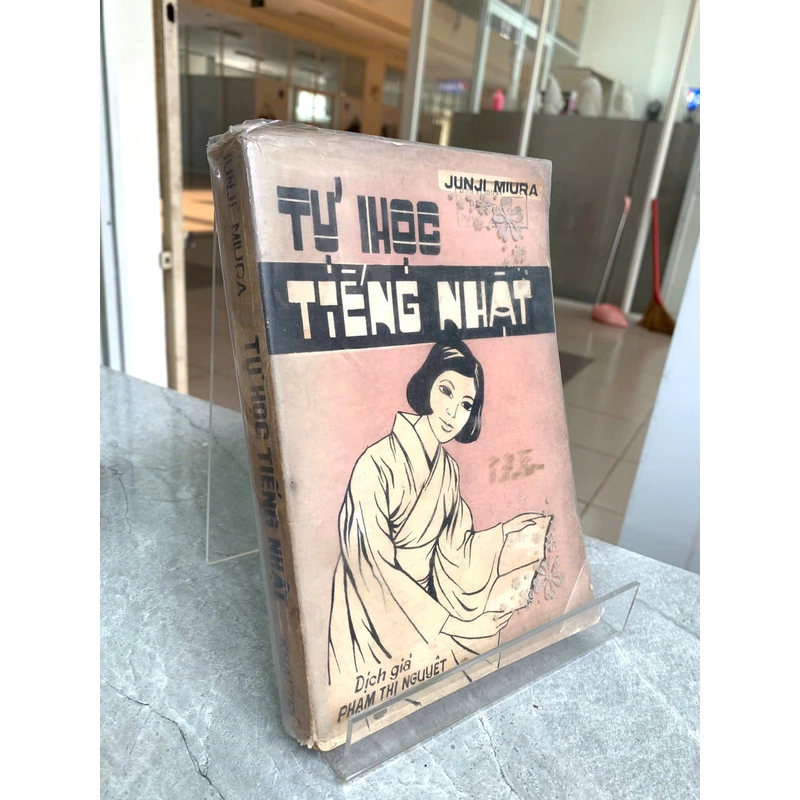 JUNJI MIURA
TỰ HỌC
TIẾNG NHẬT
Dịch giả
PHẠM THỊ NGUYỆT
JUNJI MIURA
TỰ HỌC TIẾNG NHẬT